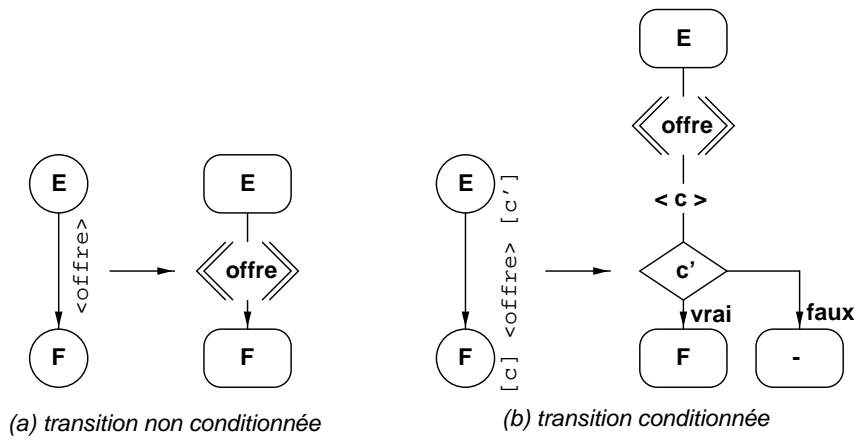 E
<offre>
F
E
offre
F
(a) transition non conditionnée
E
[c] <offre> [c']
F
E
offre
< c >
c'
vrai
faux
F
-
(b) transition conditionnée